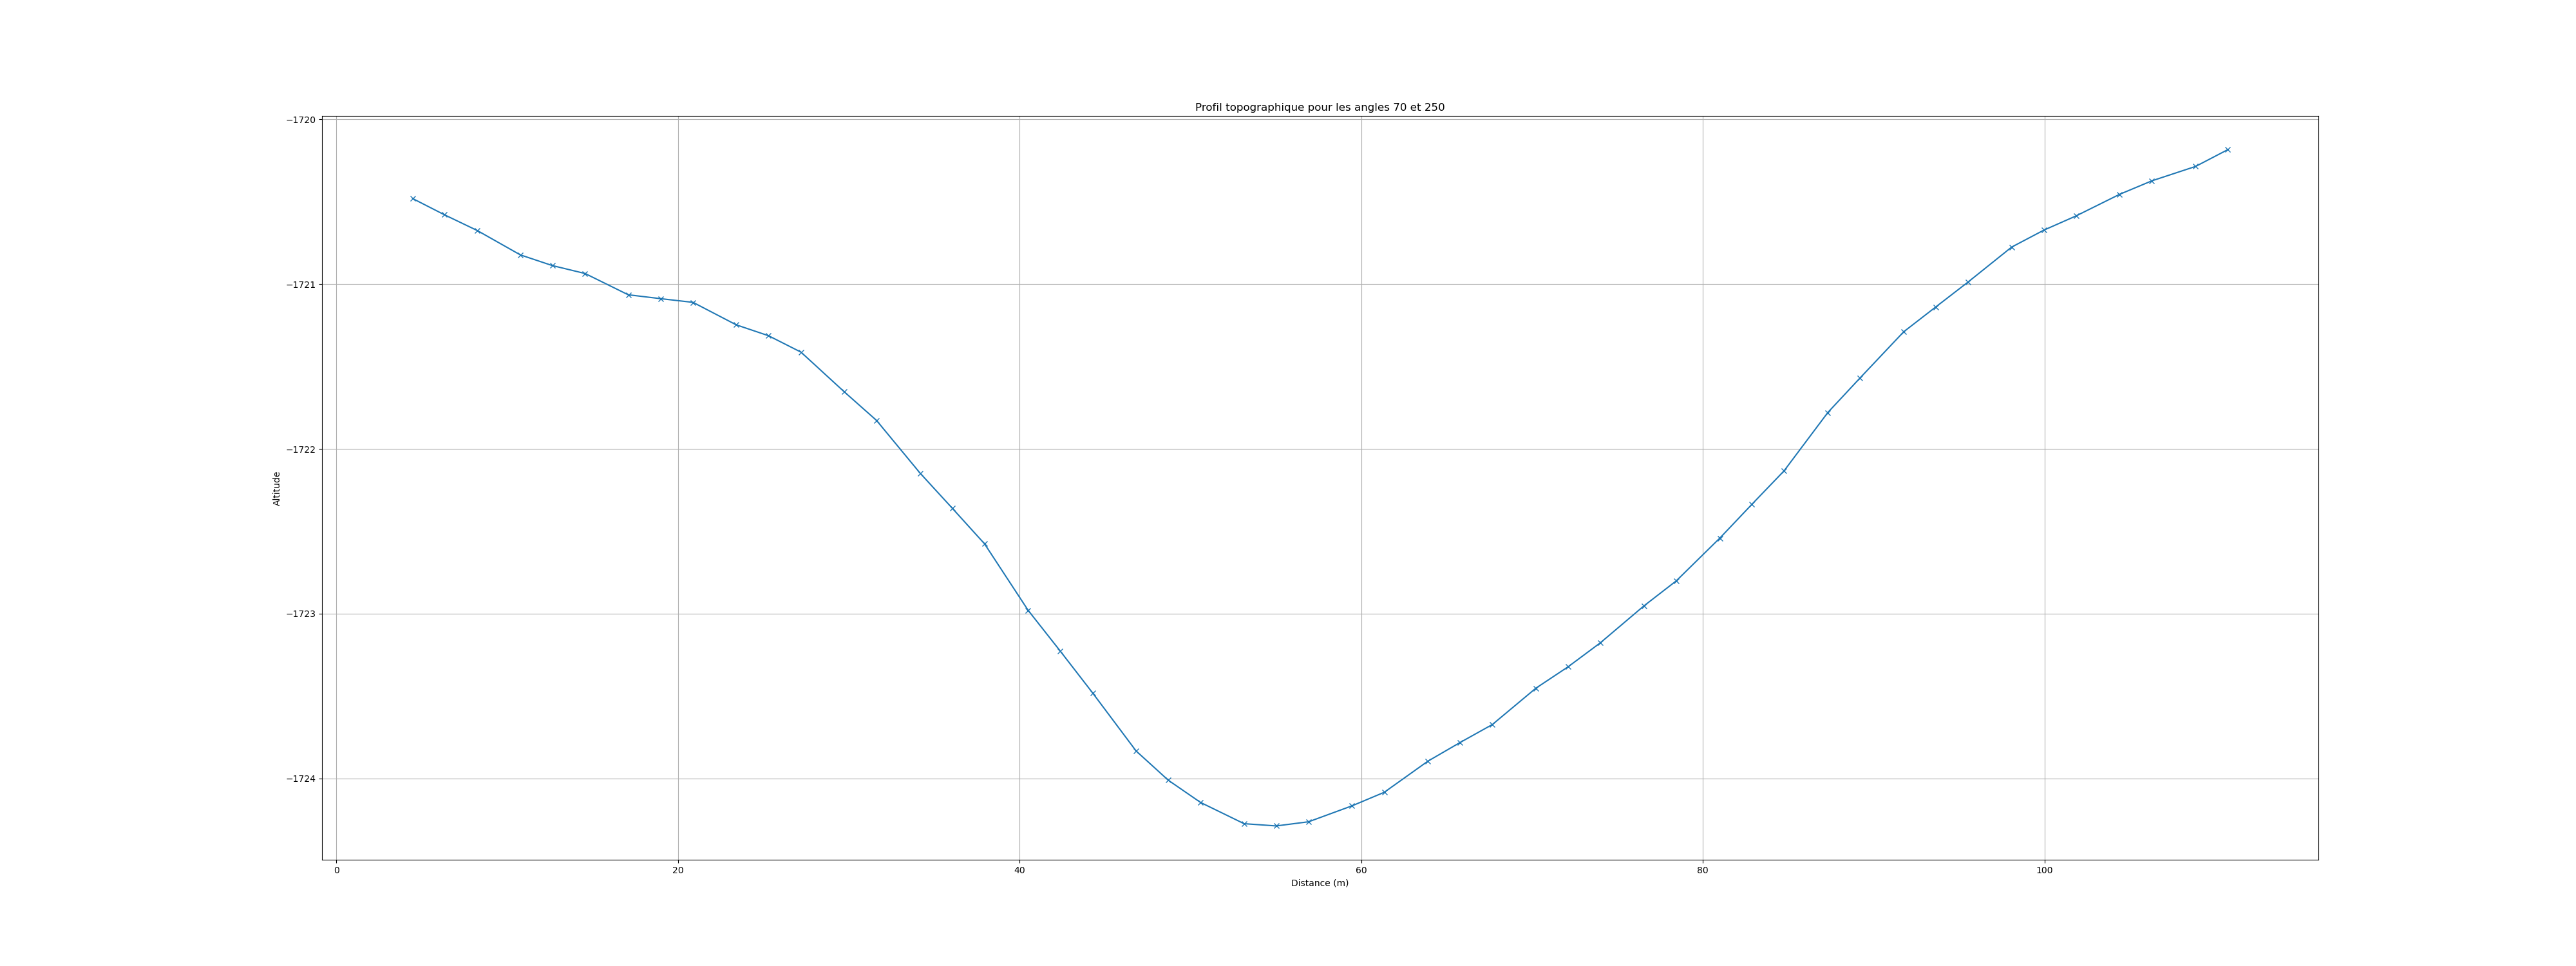 Profil topographique pour les angles 70 et 250
−1720
−1721
−1722
−1723
−1724
Altitude
0 20 40 60 80 100
Distance (m)